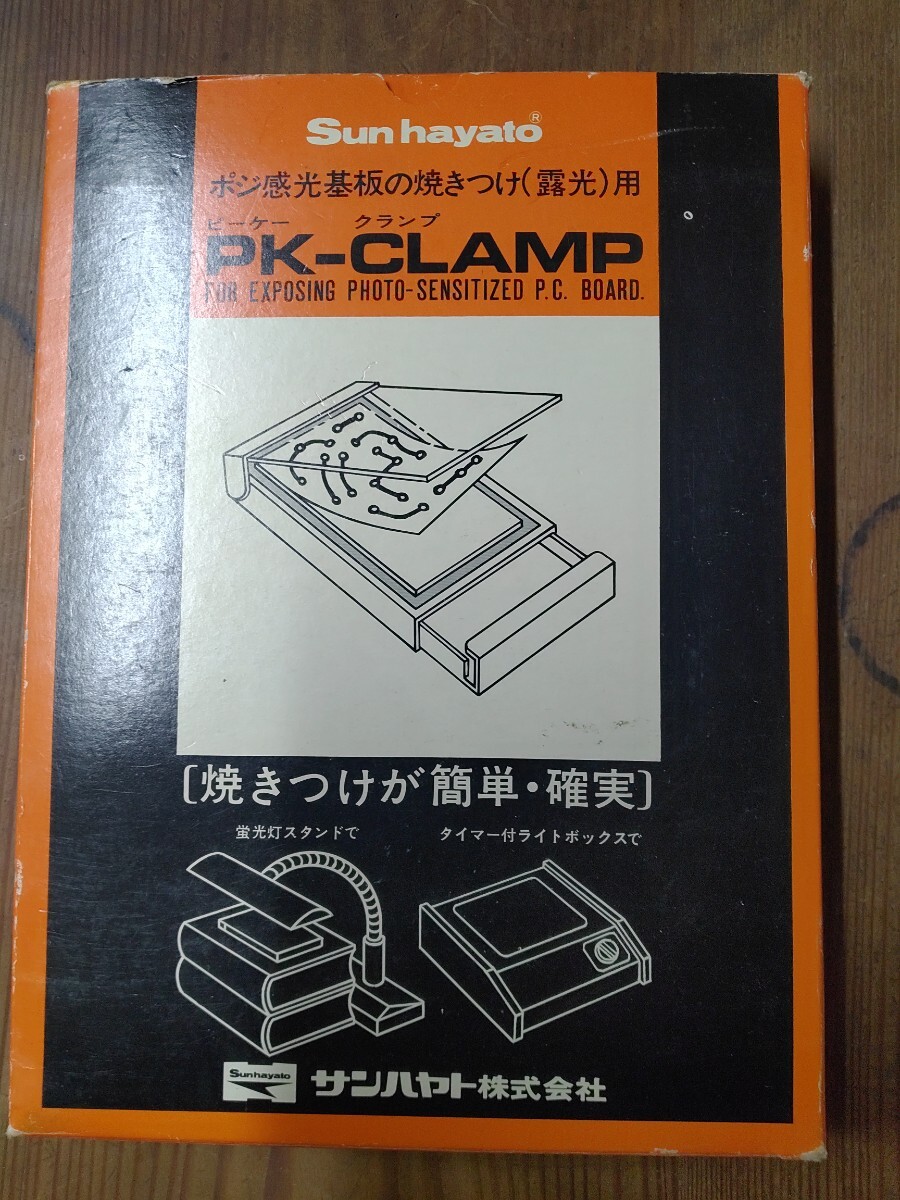 Sunhayato®
ポジ感光基板の焼きつけ(露光)用
ピーケー クランプ
PK-CLAMP
FOR EXPOSING PHOTO-SENSITIZED P.C. BOARD.
〔焼きつけが簡単・確実〕
蛍光灯スタンドで タイマー付ライトボックスで
Sunhayato サンハヤト株式会社